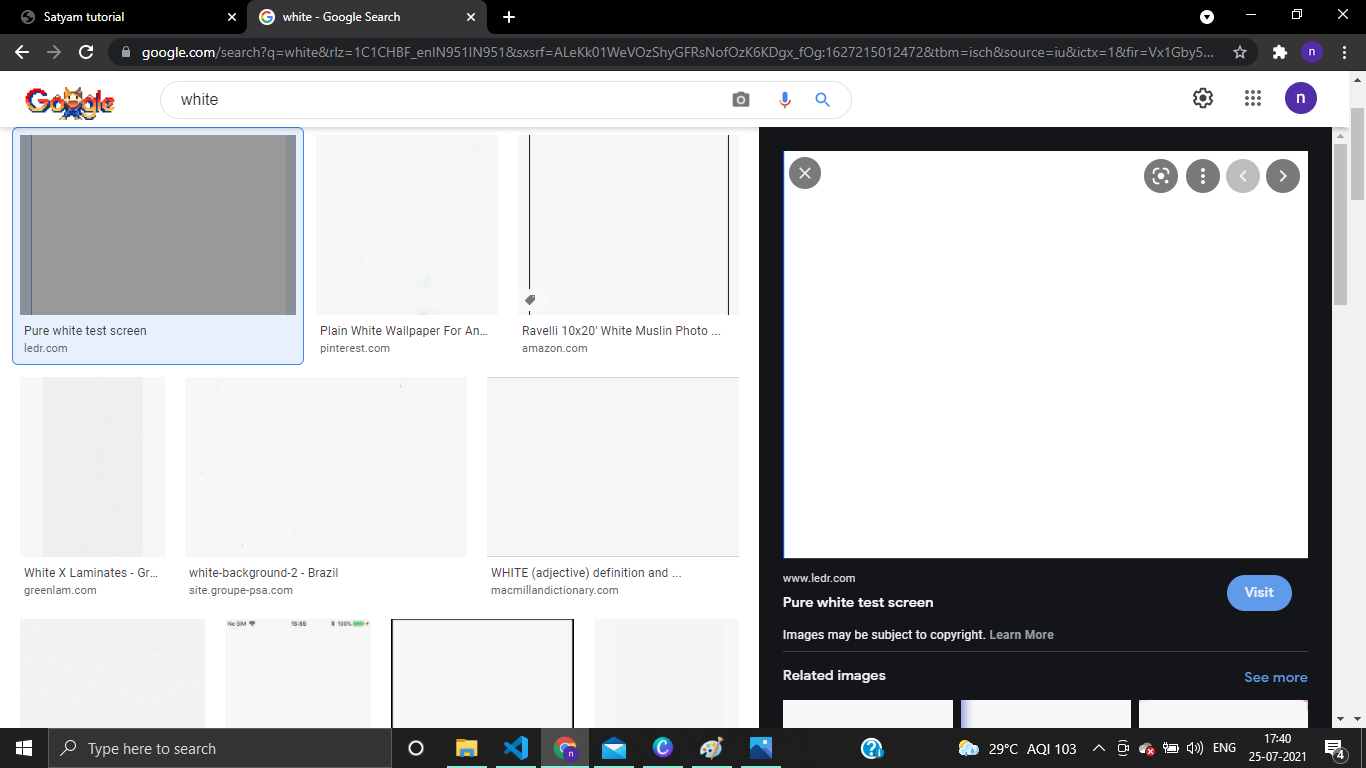 Satyam tutorial
white - Google Search
google.com/search?q=white&rlz=1C1CHBF_enIN951IN951&sxsrf=ALeKk01WeVOzShyGFRsNofOzK6KDgx_fOg:1627215012472&tbm=isch&source=iu&ictx=1&fir=Vx1Gby5...
n
Google
white
n
Pure white test screen
ledr.com
Plain White Wallpaper For An...
pinterest.com
Ravelli 10x20' White Muslin Photo ...
amazon.com
White X Laminates - Gr...
greenlam.com
white-background-2 - Brazil
site.groupe-psa.com
WHITE (adjective) definition and ...
macmillandictionary.com
No SIM 15:56 100%
www.ledr.com
Pure white test screen
Visit
Images may be subject to copyright. Learn More
Related images
See more
Type here to search
n
C
29°C AQI 103
ENG
17:40
25-07-2021
4